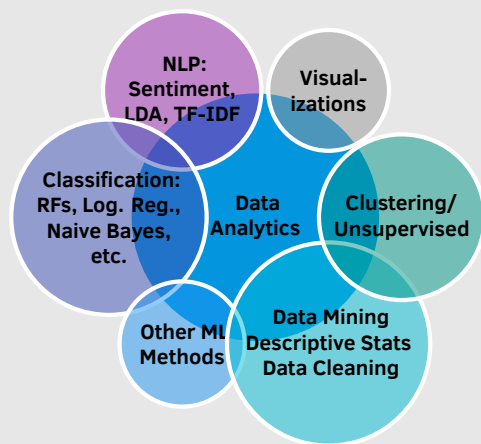 NLP:
Sentiment,
LDA, TF-IDF
Visual-
izations
Classification:
RFs, Log. Reg.,
Naive Bayes,
etc.
Data
Analytics
Clustering/
Unsupervised
Other ML
Methods
Data Mining
Descriptive Stats
Data Cleaning